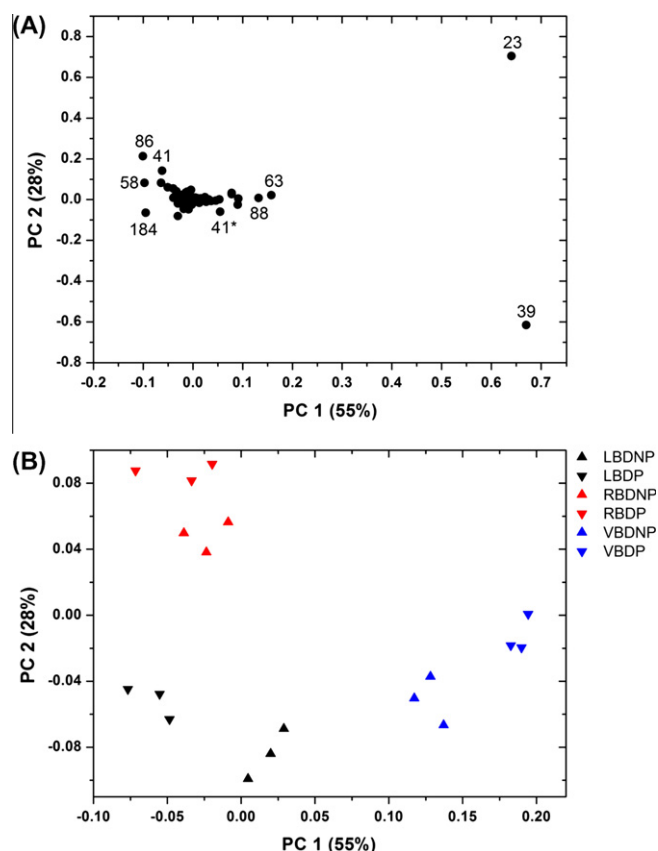 (A)
PC 2 (28%)
0.8
0.6
0.4
0.2
0.0
-0.2
-0.4
-0.6
-0.8
23
86
41
58
63
184
41*
88
39
-0.2 -0.1 0.0 0.1 0.2 0.3 0.4 0.5 0.6 0.7
PC 1 (55%)
(B)
PC 2 (28%)
0.08
0.04
0.00
-0.04
-0.08
-0.10 -0.05 0.00 0.05 0.10 0.15 0.20
PC 1 (55%)
LBDNP
LBDP
RBDNP
RBDP
VBDNP
VBDP